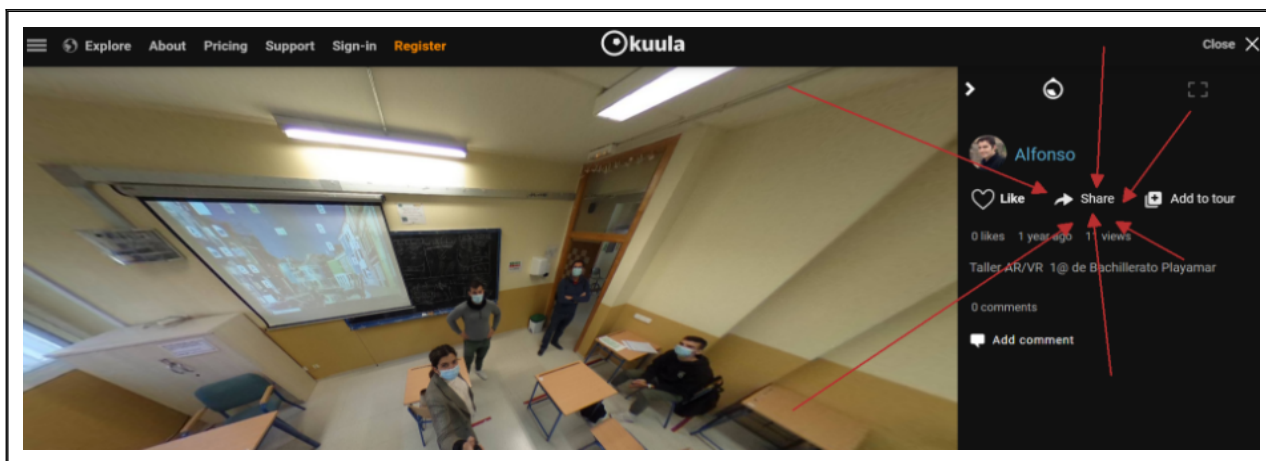 Explore About Pricing Support Sign-in Register
kuula
Close
Alfonso
Like Share Add to tour
0 likes 1 year ago 11 views
Taller AR/VR 1@ de Bachillerato Playamar
0 comments
Add comment